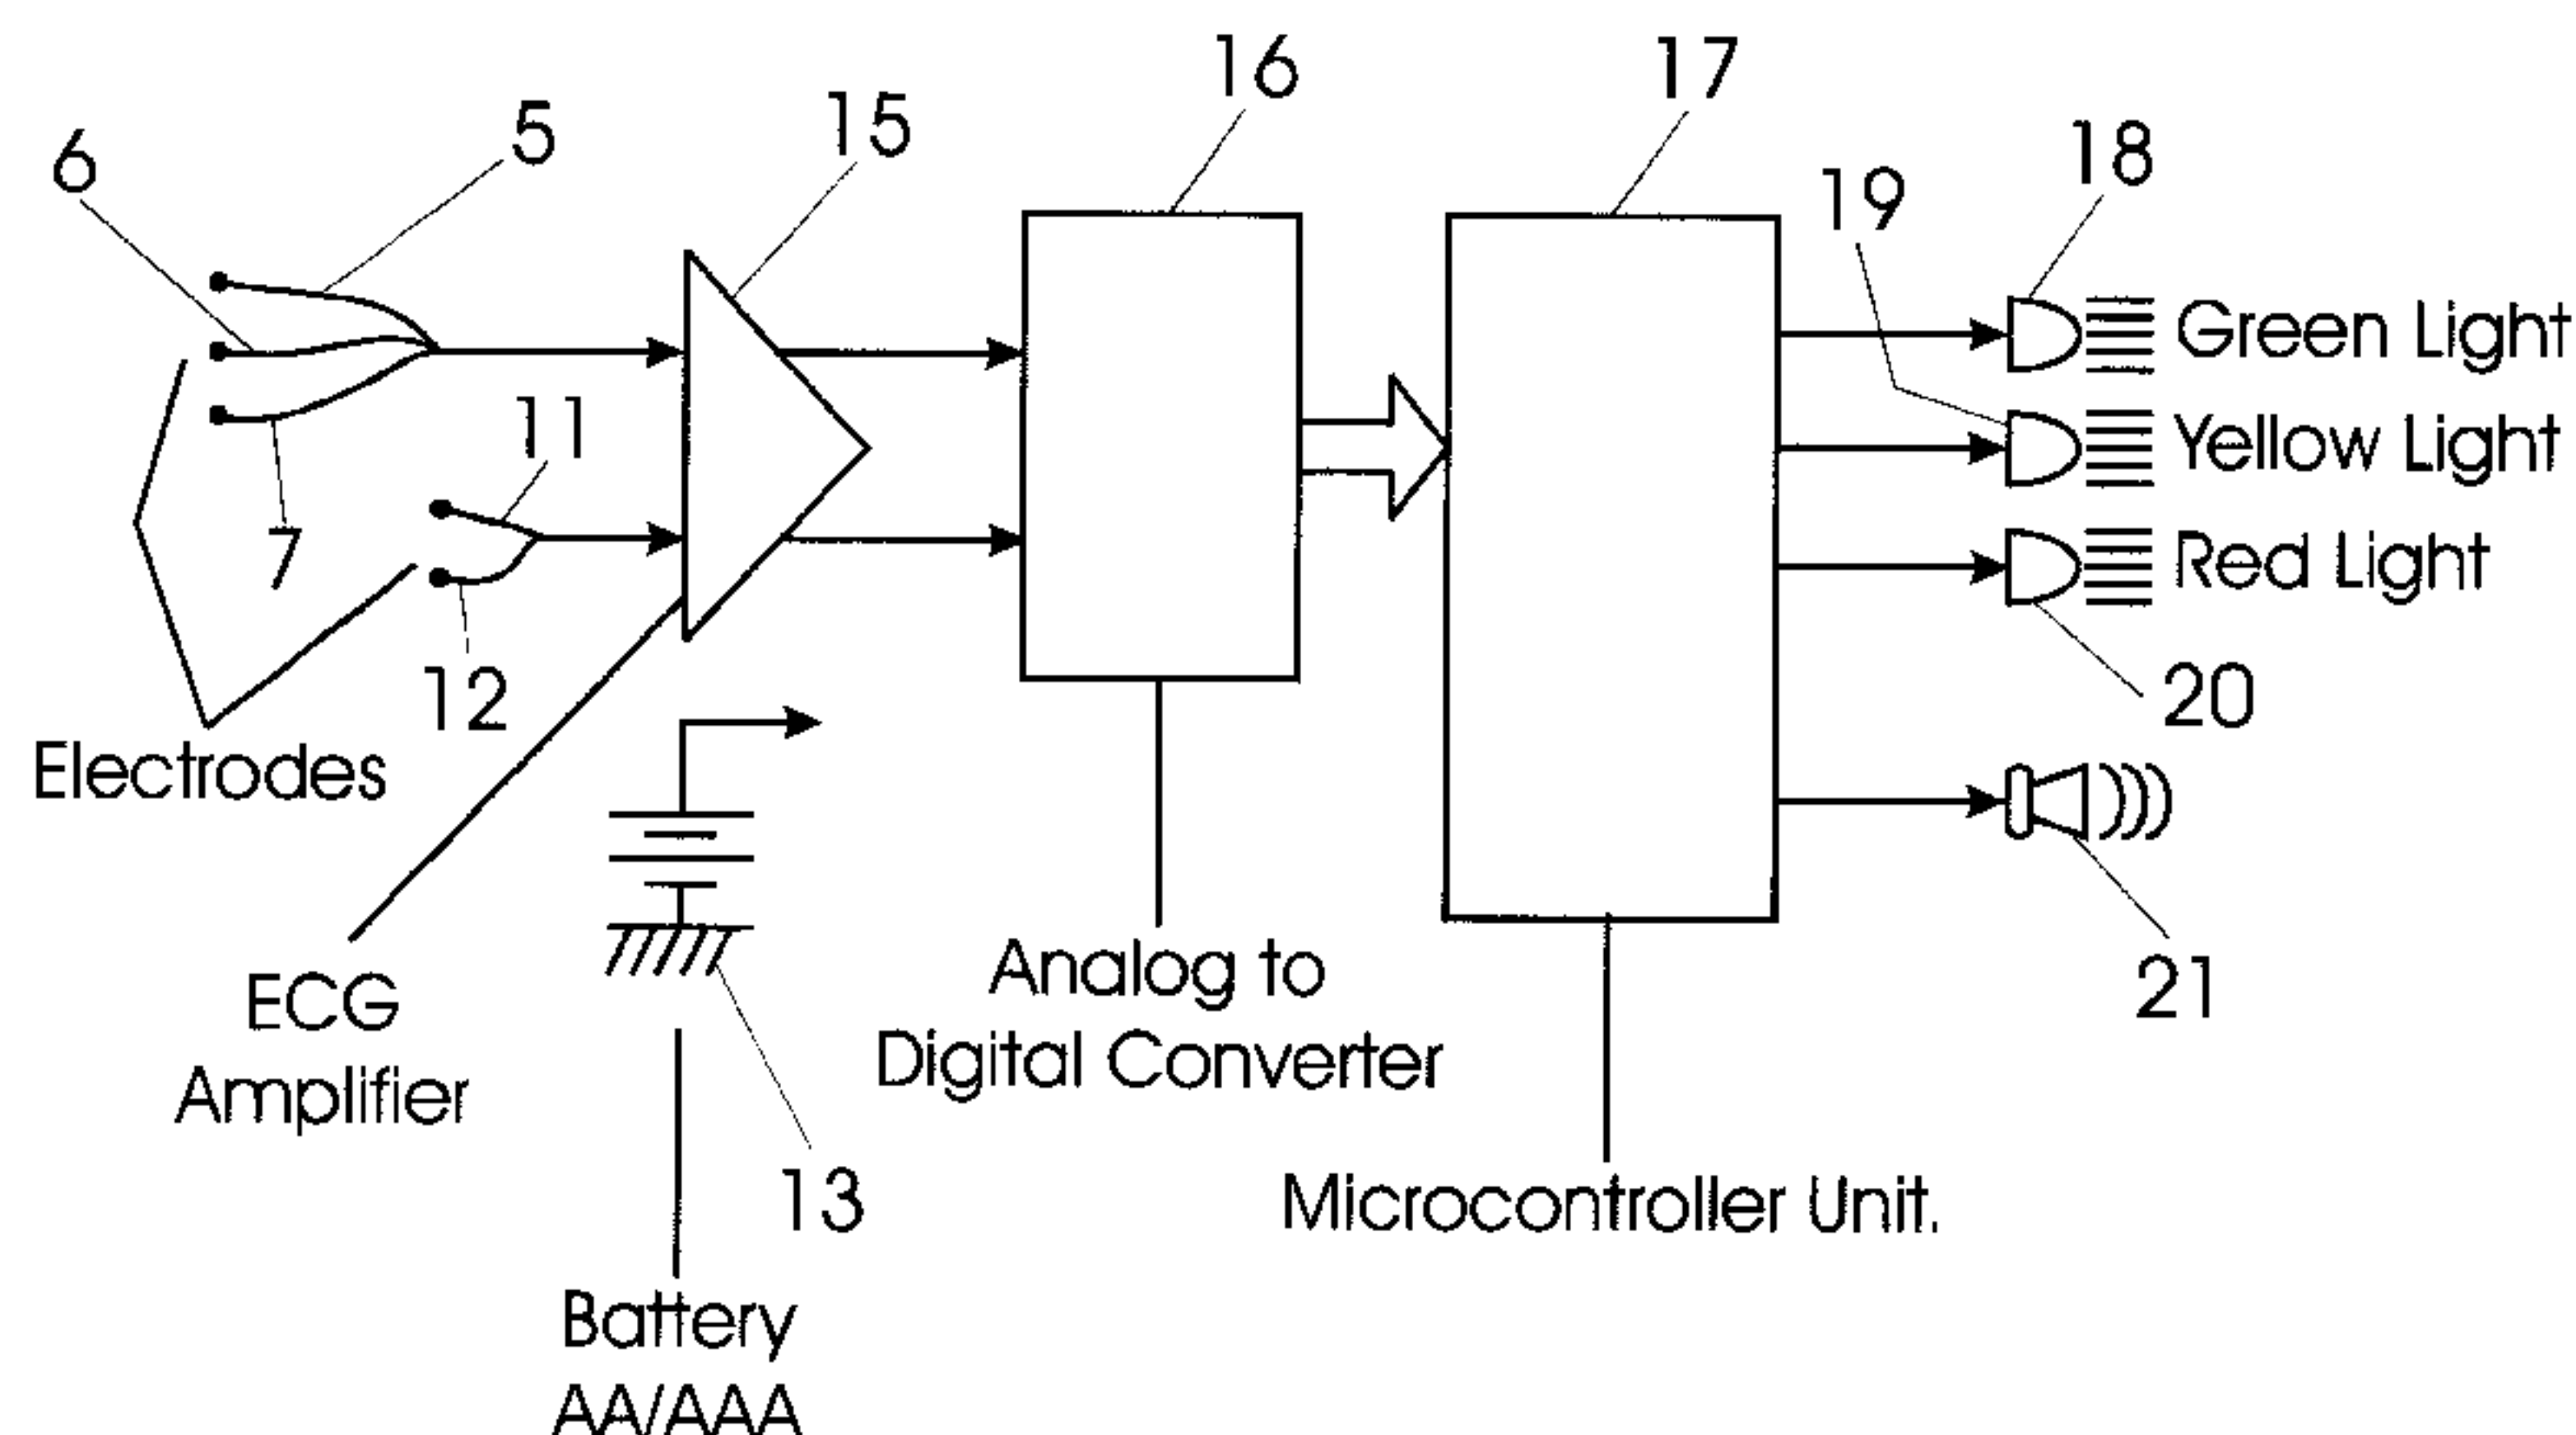 16
17
5
15
18
6
19
Green Light
11
Yellow Light
7
Red Light
12
20
Electrodes
Analog to
Digital Converter
21
ECG
Amplifier
13
Microcontroller Unit.
Battery
AA/AAA